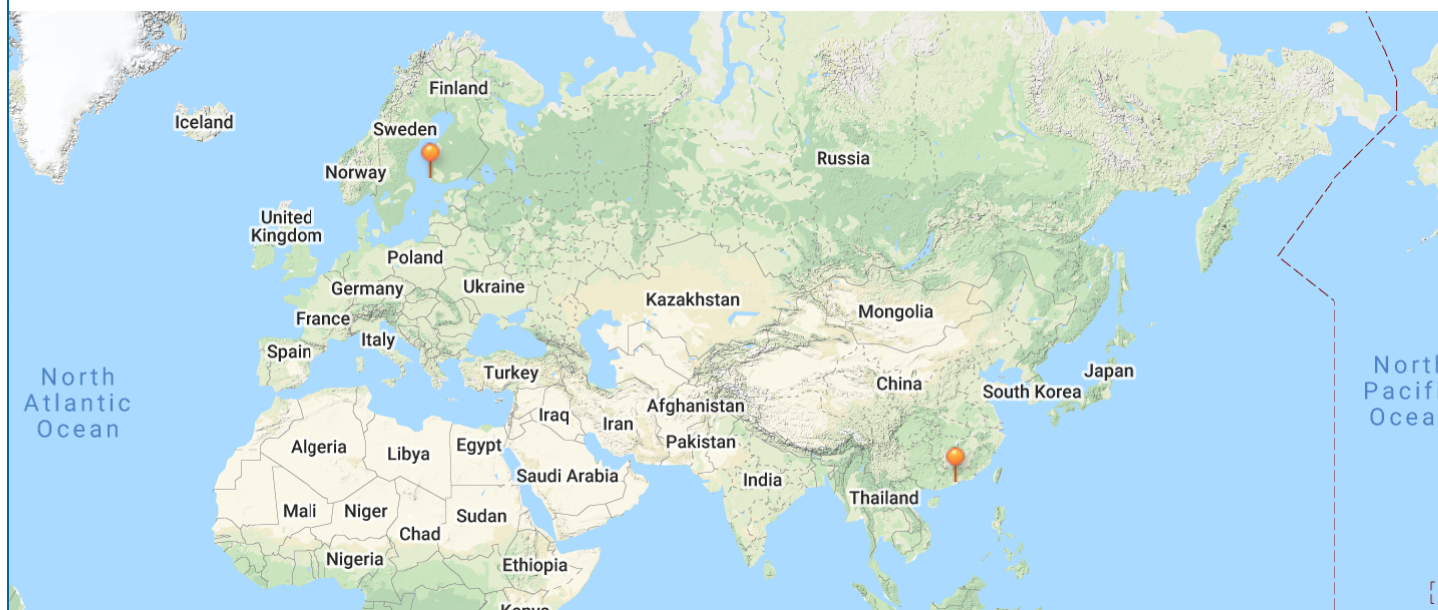 Finland
Iceland
Sweden
Russia
Norway
United
Kingdom
Poland
Ukraine
Germany
Kazakhstan
Mongolia
France
Italy
Spain
Turkey
Japan
North
Atlantic
Ocean
China
South Korea
Afghanistan
Iraq
Iran
Pakistan
Algeria
Libya
Egypt
Saudi Arabia
India
Thailand
Mali
Niger
Sudan
Chad
Nigeria
Ethiopia
Kenya
North
Pacifi
Ocea